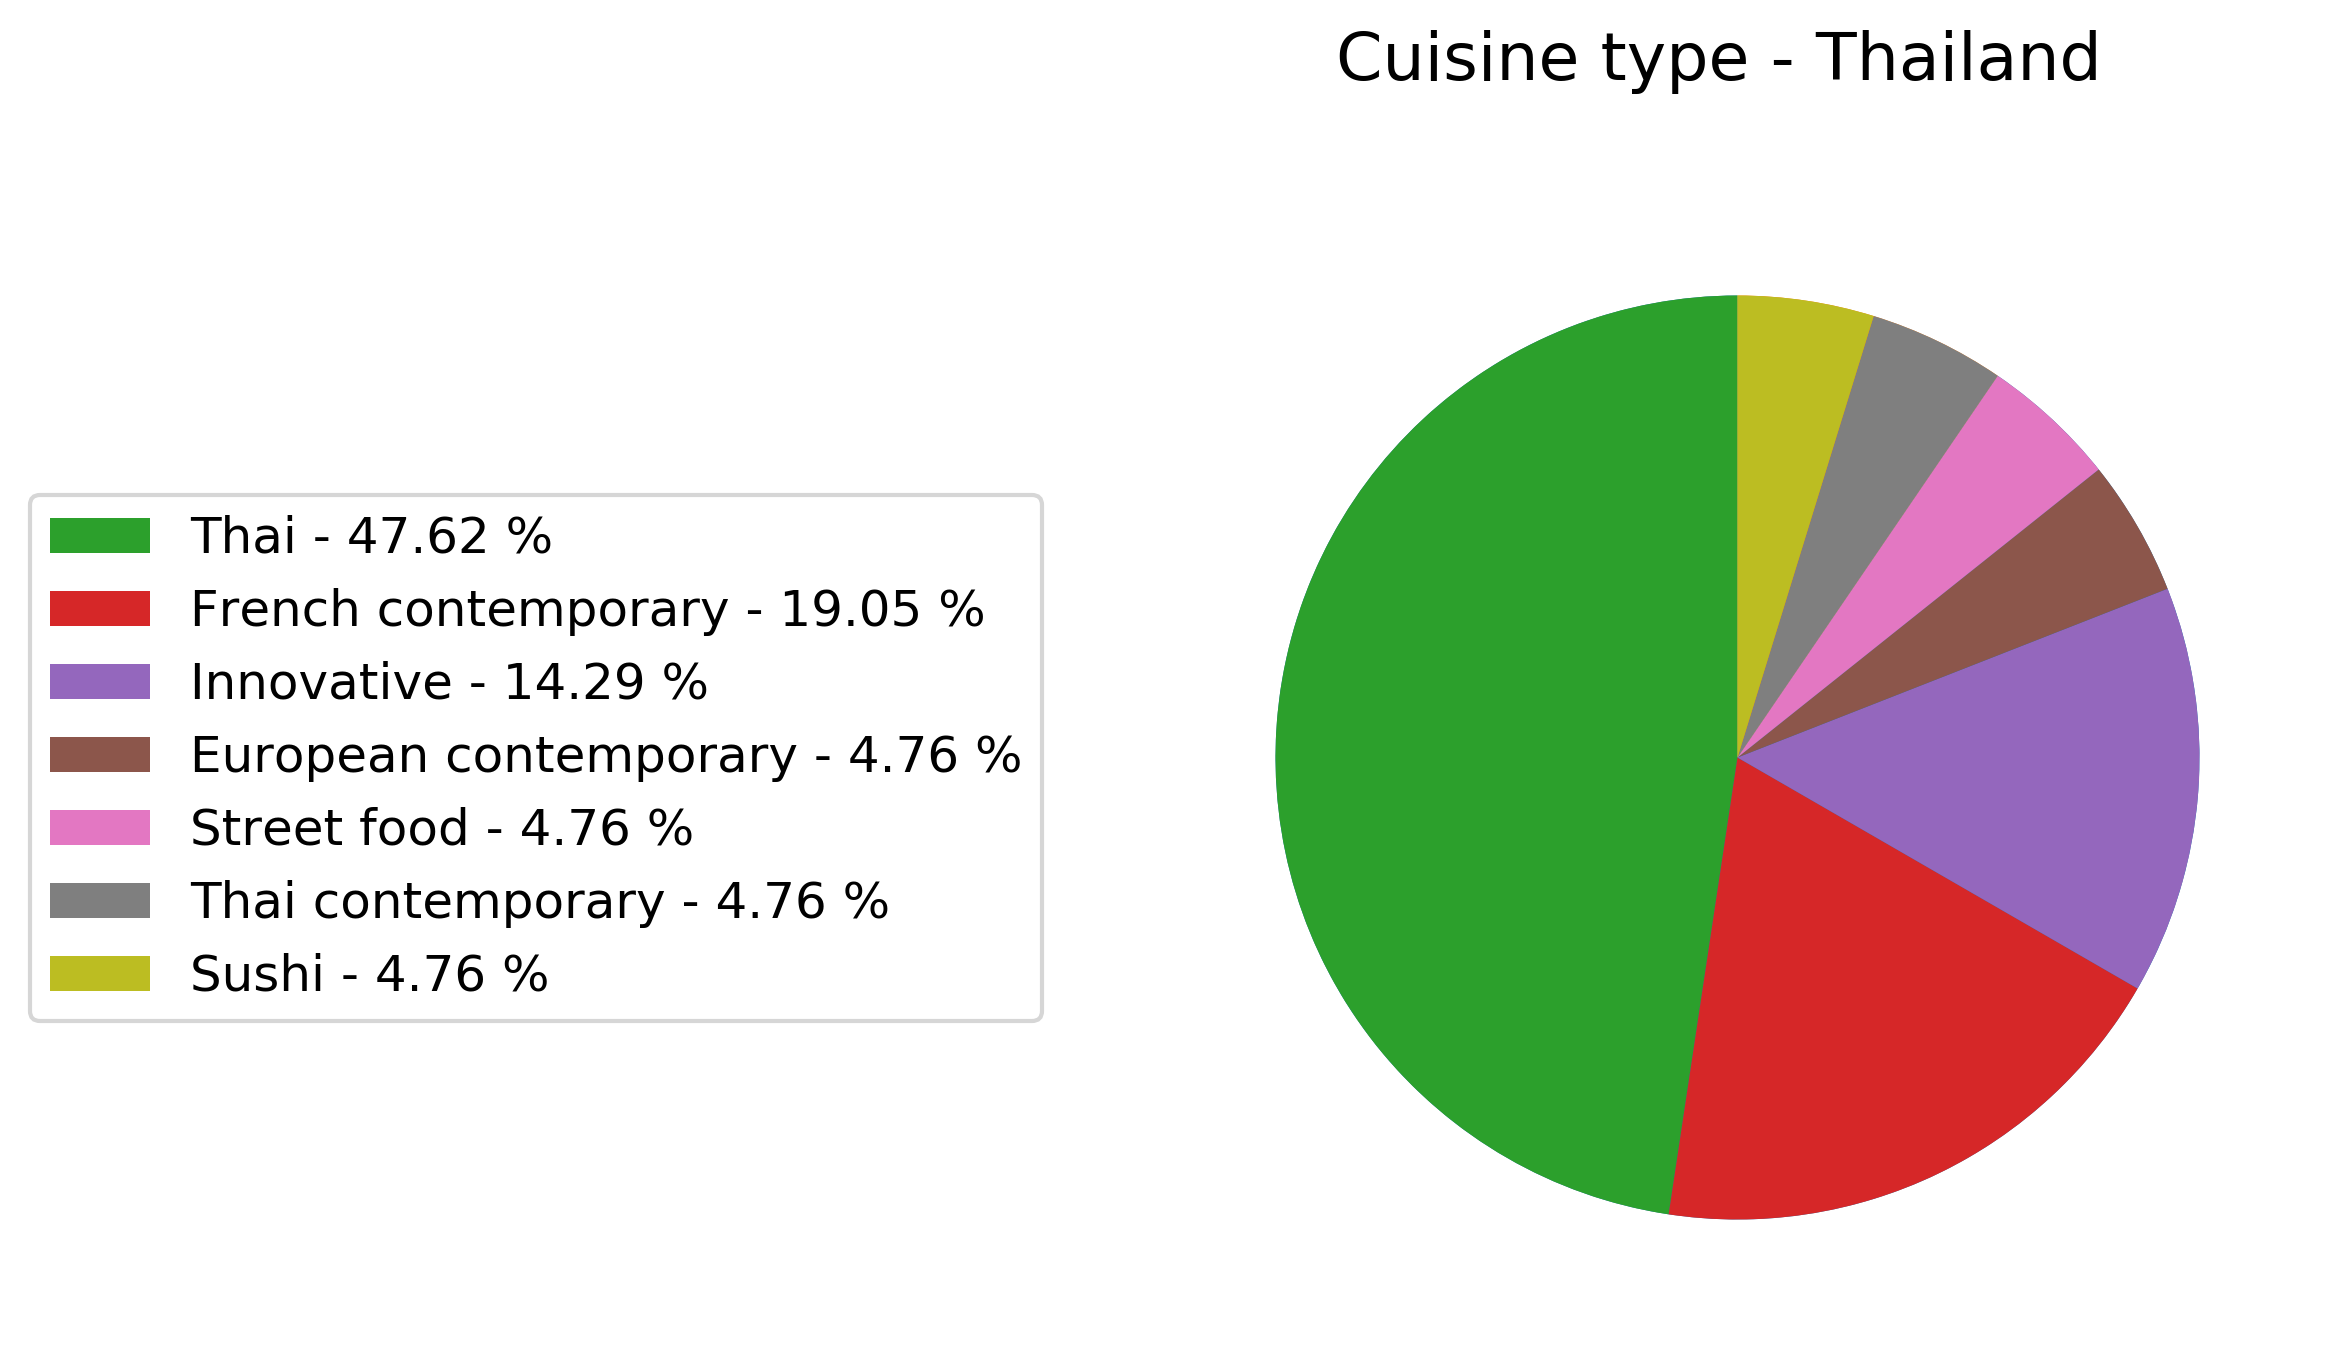 Cuisine type - Thailand
Thai - 47.62 %
French contemporary - 19.05 %
Innovative - 14.29 %
European contemporary - 4.76 %
Street food - 4.76 %
Thai contemporary - 4.76 %
Sushi - 4.76 %